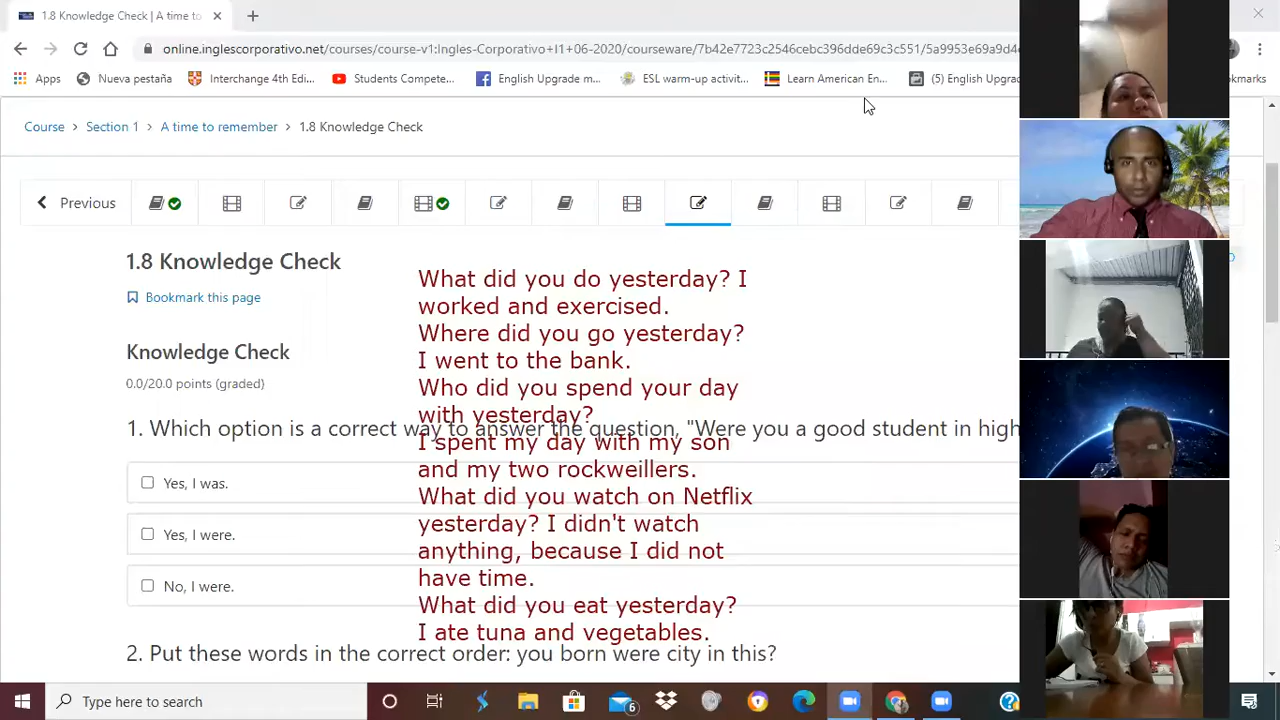 1.8 Knowledge Check | A time to
online.inglescorporativo.net/courses/course-v1:Ingles-Corporativo+I1+06-2020/courseware/7b42e7723c2546cebc396dde69c3c551/5a9953e69a9d4
Apps Nueva pestaña Interchange 4th Edi... Students Compete... English Upgrade m... ESL warm-up activit... Learn American En... (5) English Upgra
Course > Section 1 > A time to remember > 1.8 Knowledge Check
Previous
1.8 Knowledge Check
Bookmark this page
Knowledge Check
0.0/20.0 points (graded)
What did you do yesterday? I
worked and exercised.
Where did you go yesterday?
I went to the bank.
Who did you spend your day
with yesterday?
I spent my day with my son
and my two rockweillers.
What did you watch on Netflix
yesterday? I didn't watch
anything, because I did not
have time.
What did you eat yesterday?
I ate tuna and vegetables.
1. Which option is a correct way to answer the question, "Were you a good student in high
Yes, I was.
Yes, I were.
No, I were.
2. Put these words in the correct order: you born were city in this?
Type here to search
6